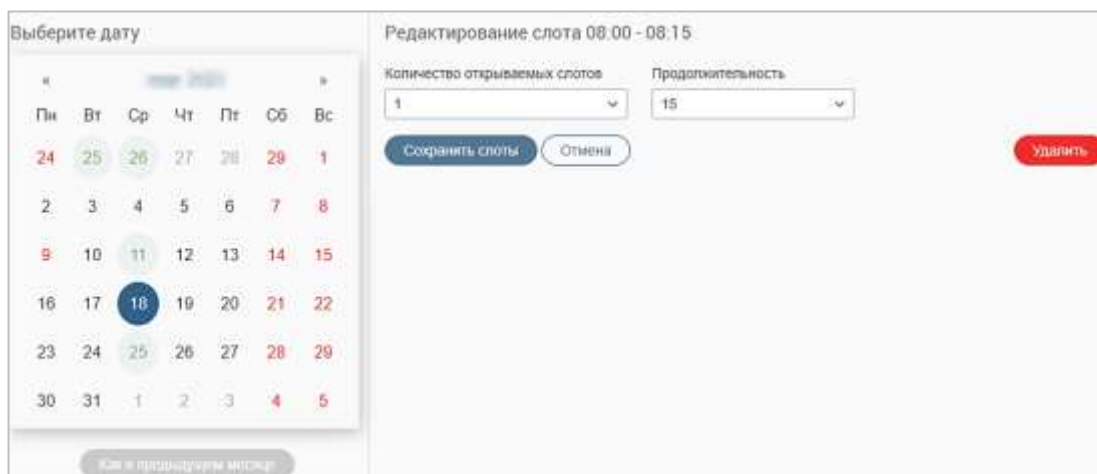 Выберите дату
«
»
Пн Вт Ср Чт Пт Сб Вс
24 25 26 27 28 29 1
2 3 4 5 6 7 8
9 10 11 12 13 14 15
16 17 18 19 20 21 22
23 24 25 26 27 28 29
30 31 1 2 3 4 5
Как в предыдущем месяце
Редактирование слота 08:00 - 08:15
Количество открываемых слотов Продолжительность
1 15
Сохранить слоты Отмена Удалить